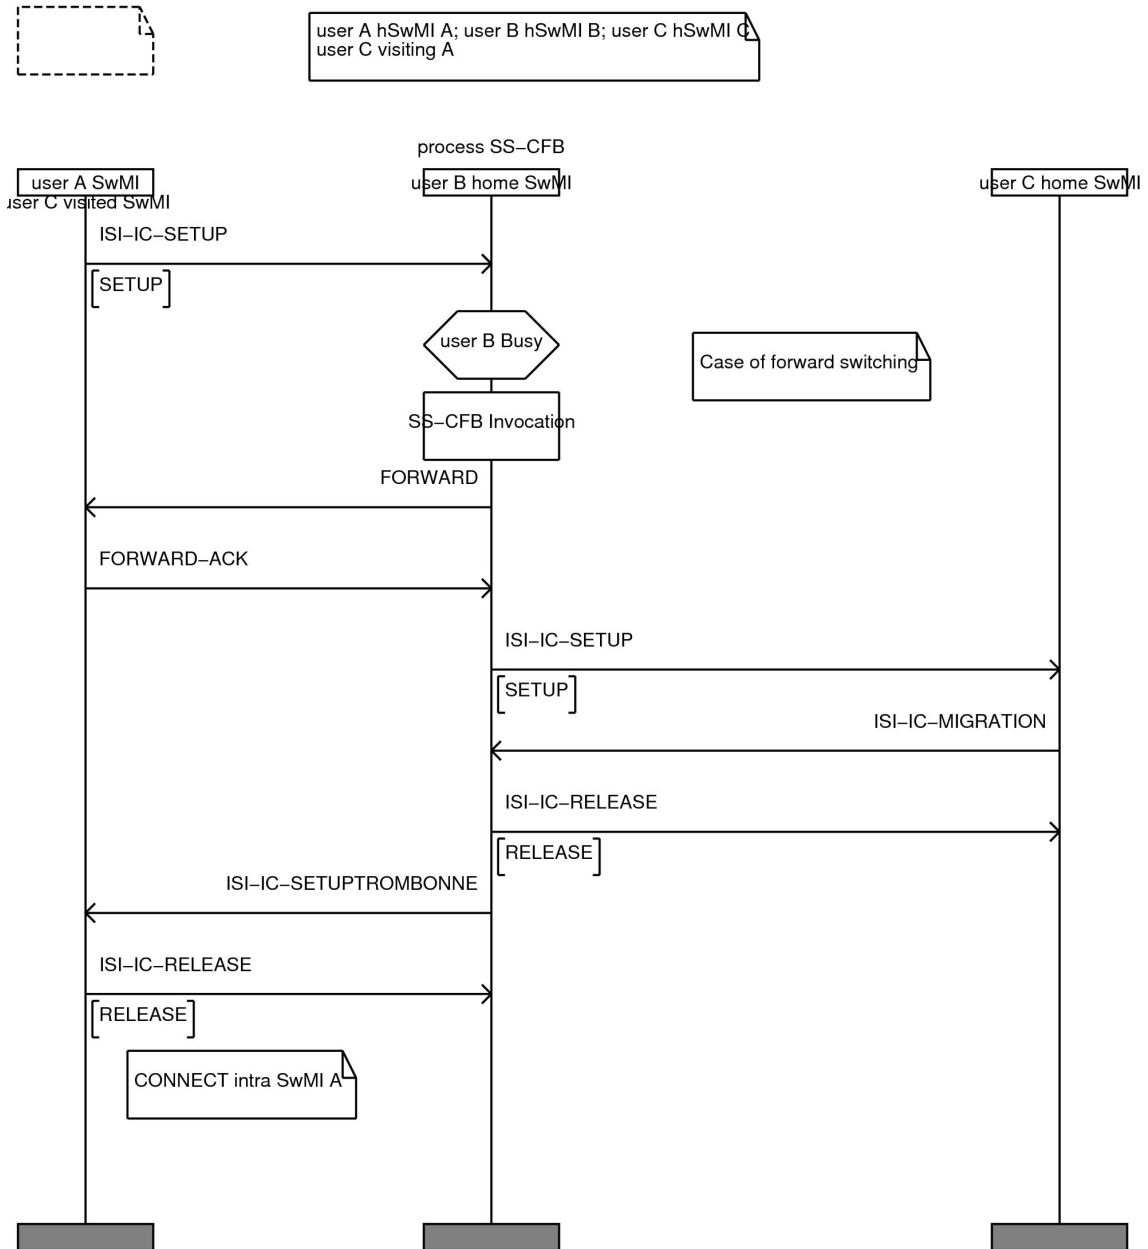 user A hSwMI A; user B hSwMI B; user C hSwMI C
user C visiting A
process SS−CFB
user A SwMI
user B home SwMI
user C home SwMI
user C visited SwMI
ISI−IC−SETUP
SETUP
user B Busy
Case of forward switching
SS−CFB Invocation
FORWARD
FORWARD−ACK
ISI−IC−SETUP
SETUP
ISI−IC−MIGRATION
ISI−IC−RELEASE
RELEASE
ISI−IC−SETUPTROMBONNE
ISI−IC−RELEASE
RELEASE
CONNECT intra SwMI A